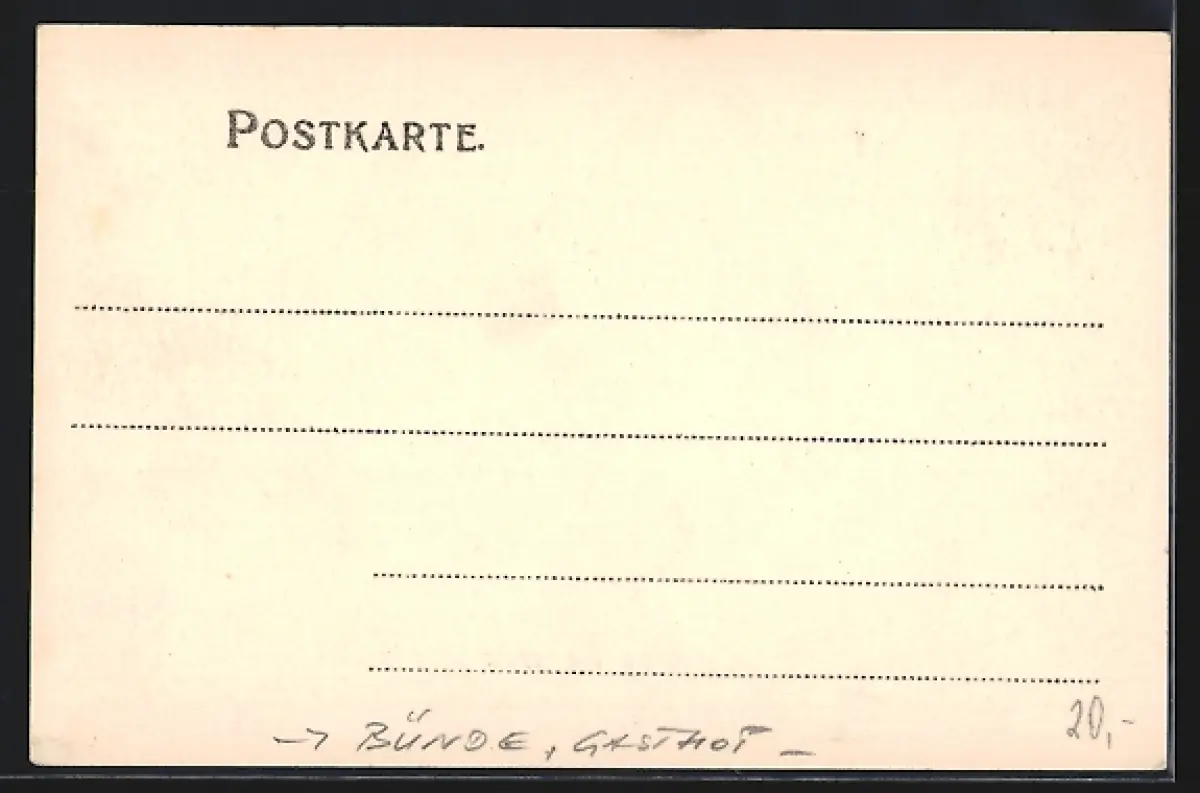 POSTKARTE.
→ BÜNDE, GASTHOF –
20,-